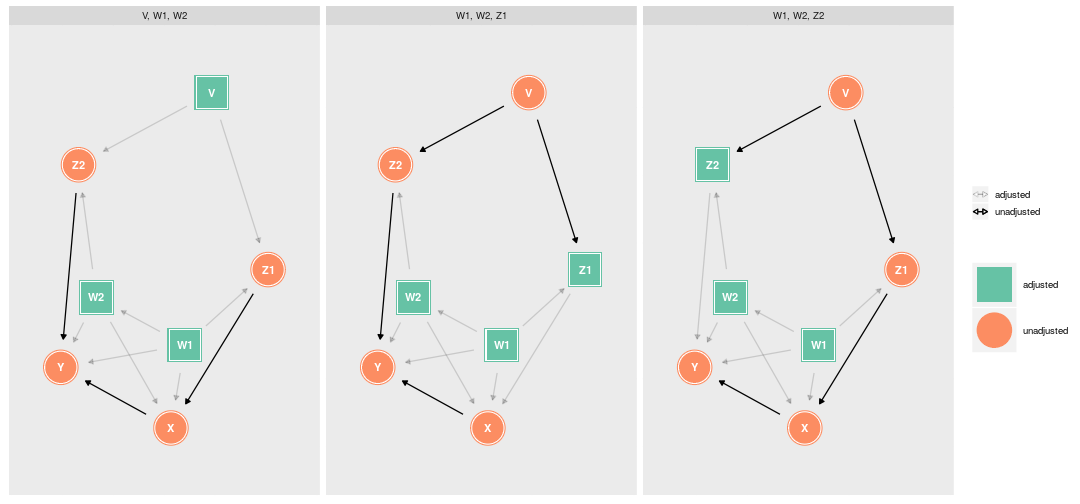 V, W1, W2
V
Z2
Z1
W2
W1
Y
X
W1, W2, Z1
V
Z2
Z1
W2
W1
Y
X
W1, W2, Z2
V
Z2
Z1
W2
W1
Y
X
adjusted
unadjusted
adjusted
unadjusted